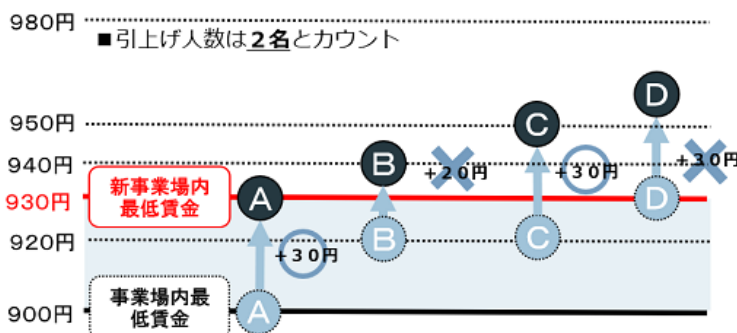 980円
■引上げ人数は２名とカウント
950円
940円
930円
920円
900円
新事業場内
最低賃金
事業場内最
低賃金
A
A
+３０円
B
B
+２０円
C
C
+３０円
D
D
+３０円